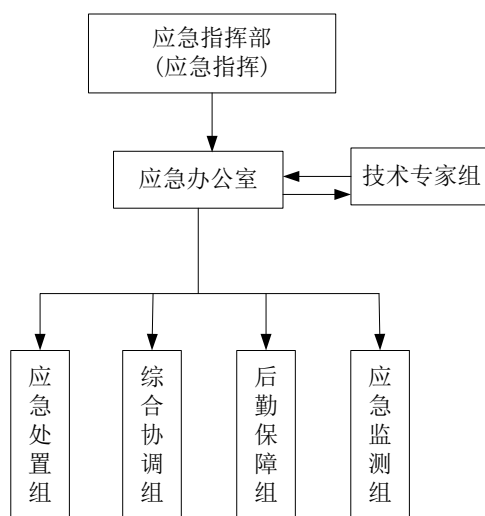 应急指挥部
(应急指挥)
应急办公室
技术专家组
应急处置组
综合协调组
后勤保障组
应急监测组